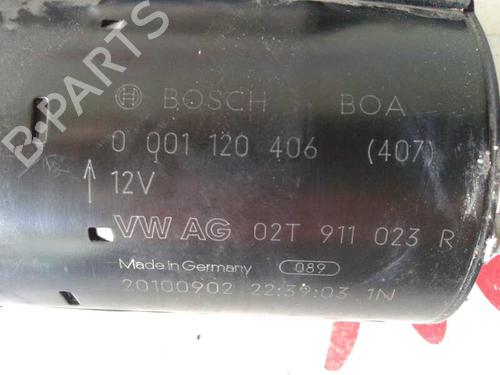 B-PARTS
BOSCH BOA
0 001 120 406 (407)
12V
VW AG 02T 911 023 R
Made in Germany 089
20100902 22:39:03 1N